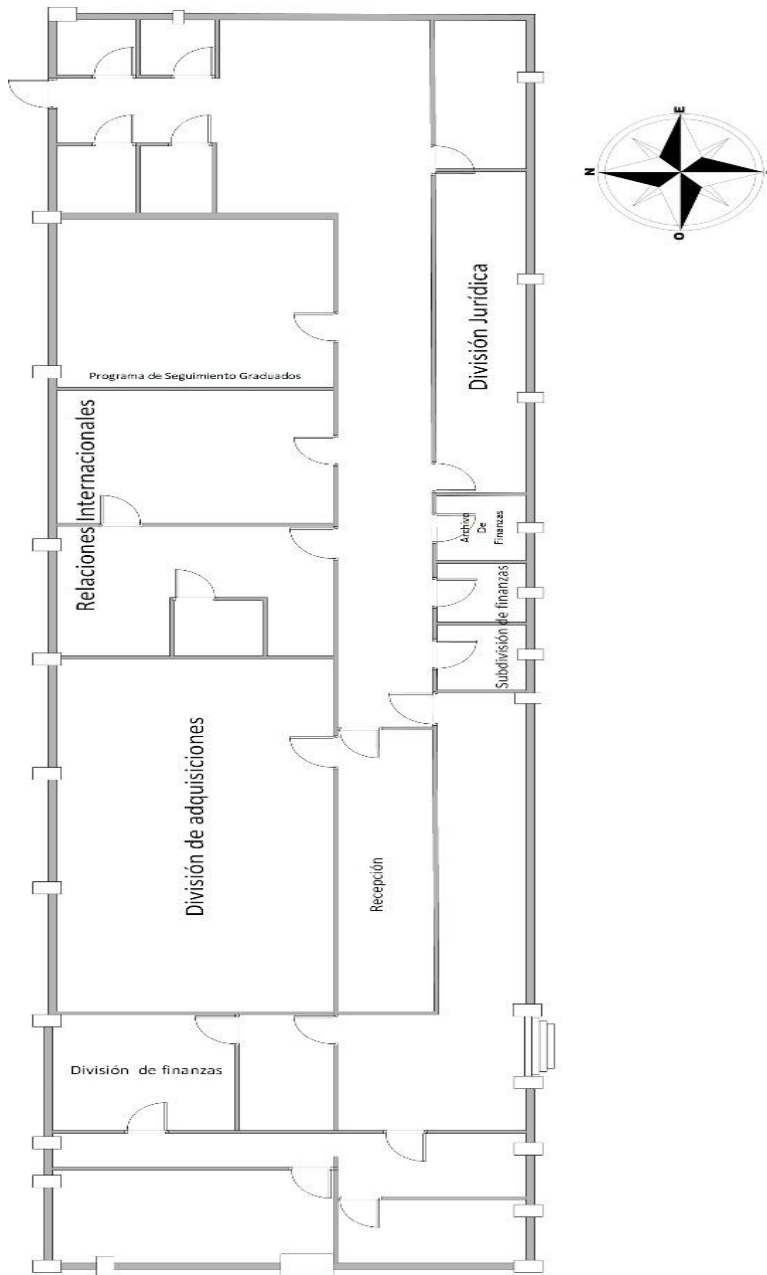 E
N
O
División Jurídica
Programa de Seguimiento Graduados
Relaciones Internacionales
Archivo
De
Finanzas
Subdivisión de finanzas
División de adquisiciones
Recepción
División de finanzas